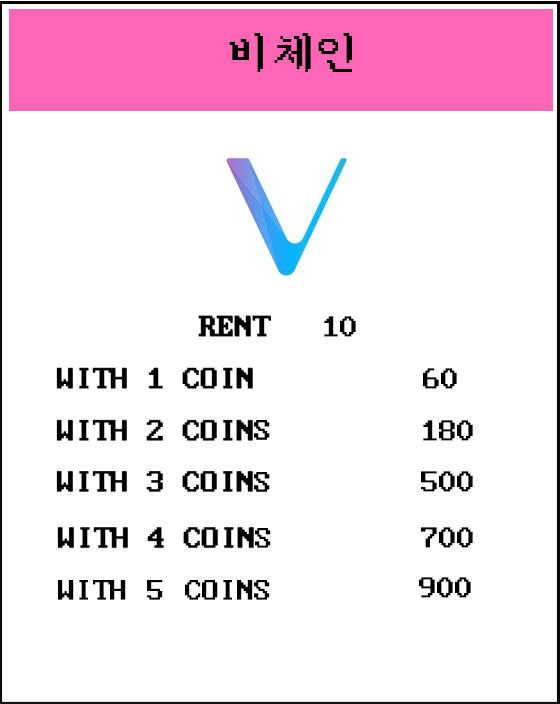 비체인
RENT 10
WITH 1 COIN 60
WITH 2 COINS 180
WITH 3 COINS 500
WITH 4 COINS 700
WITH 5 COINS 900